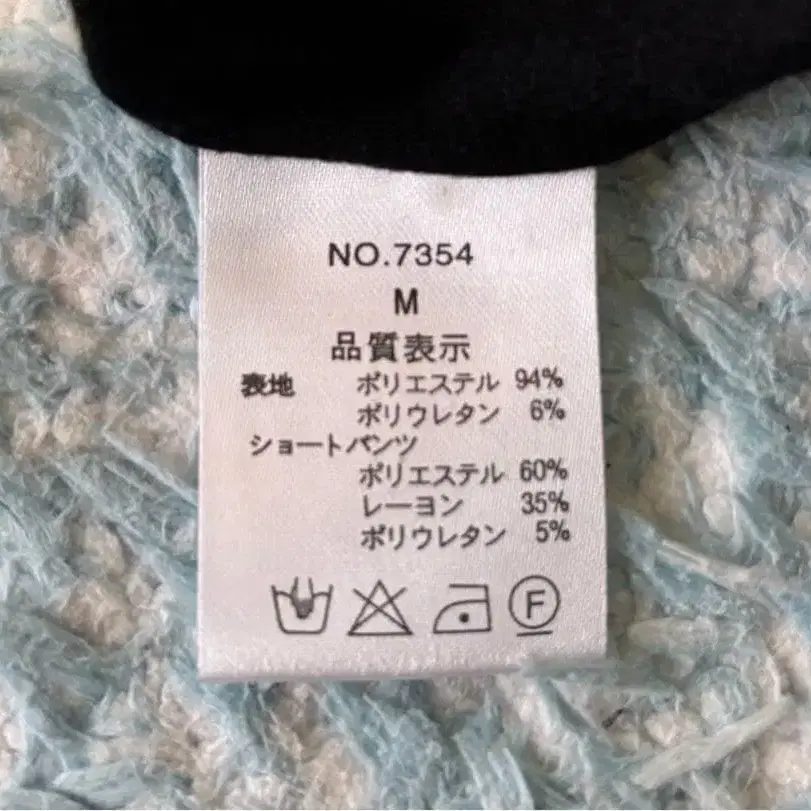 NO.7354
M
品質表示
表地 ポリエステル 94%
ポリウレタン 6%
ショートパンツ
ポリエステル 60%
レーヨン 35%
ポリウレタン 5%
F